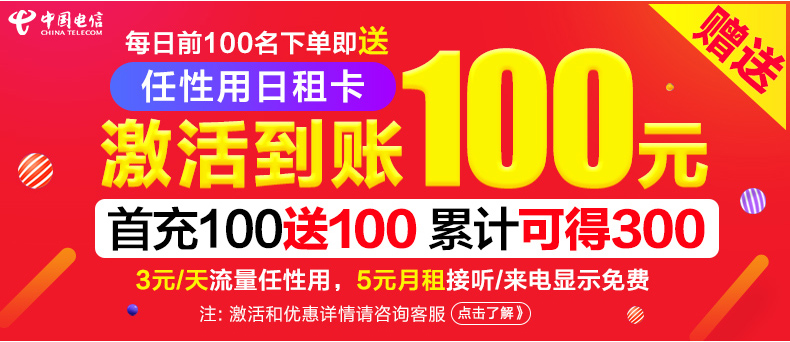 中国电信
CHINA TELECOM
每日前100名下单即送
赠送
任性用日租卡
激活到账100元
首充100送100 累计可得300
3元/天流量任性用，5元月租接听/来电显示免费
注: 激活和优惠详情请咨询客服 点击了解》